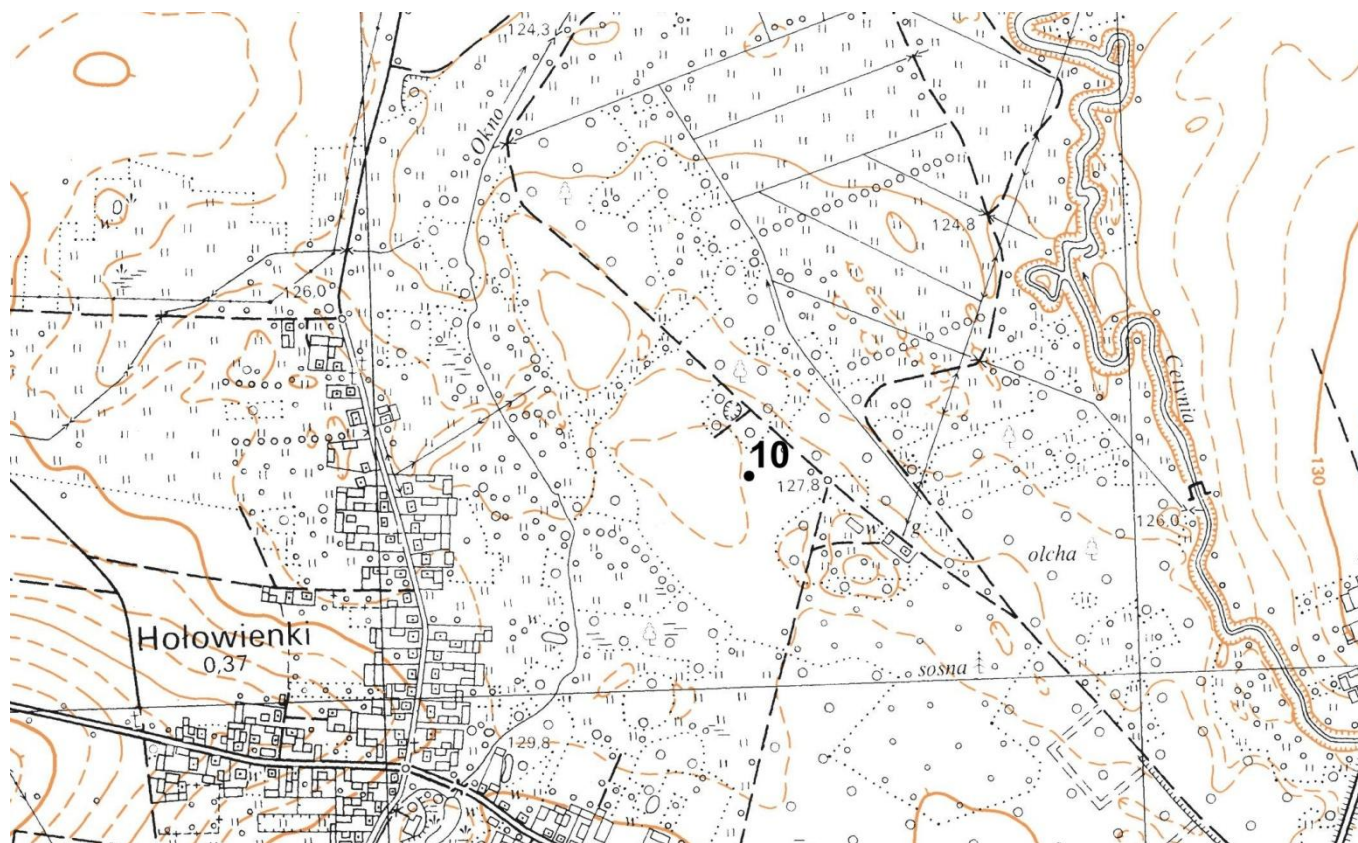 124,3
Okno
124,8
126,0
Cetynia
130
10
127,8
w
g
126,0
olcha
Hołowienki
0.37
w
sosna
129,8
w